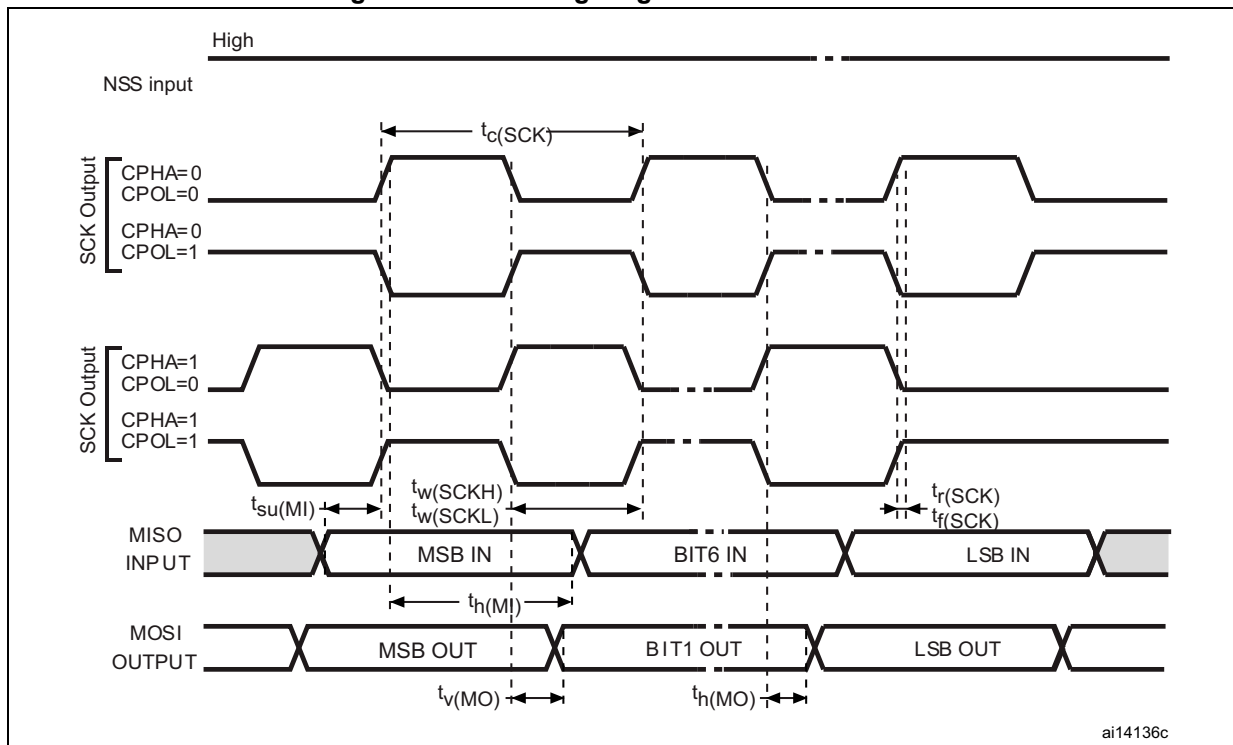 High
NSS input
tc(SCK)
SCK Output
CPHA=0
CPOL=0
CPHA=0
CPOL=1
SCK Output
CPHA=1
CPOL=0
CPHA=1
CPOL=1
tsu(MI)
tw(SCKH)
tw(SCKL)
tr(SCK)
tf(SCK)
MISO
INPUT
MSB IN
BIT6 IN
LSB IN
th(MI)
MOSI
OUTPUT
MSB OUT
BIT1 OUT
LSB OUT
tv(MO)
th(MO)
ai14136c